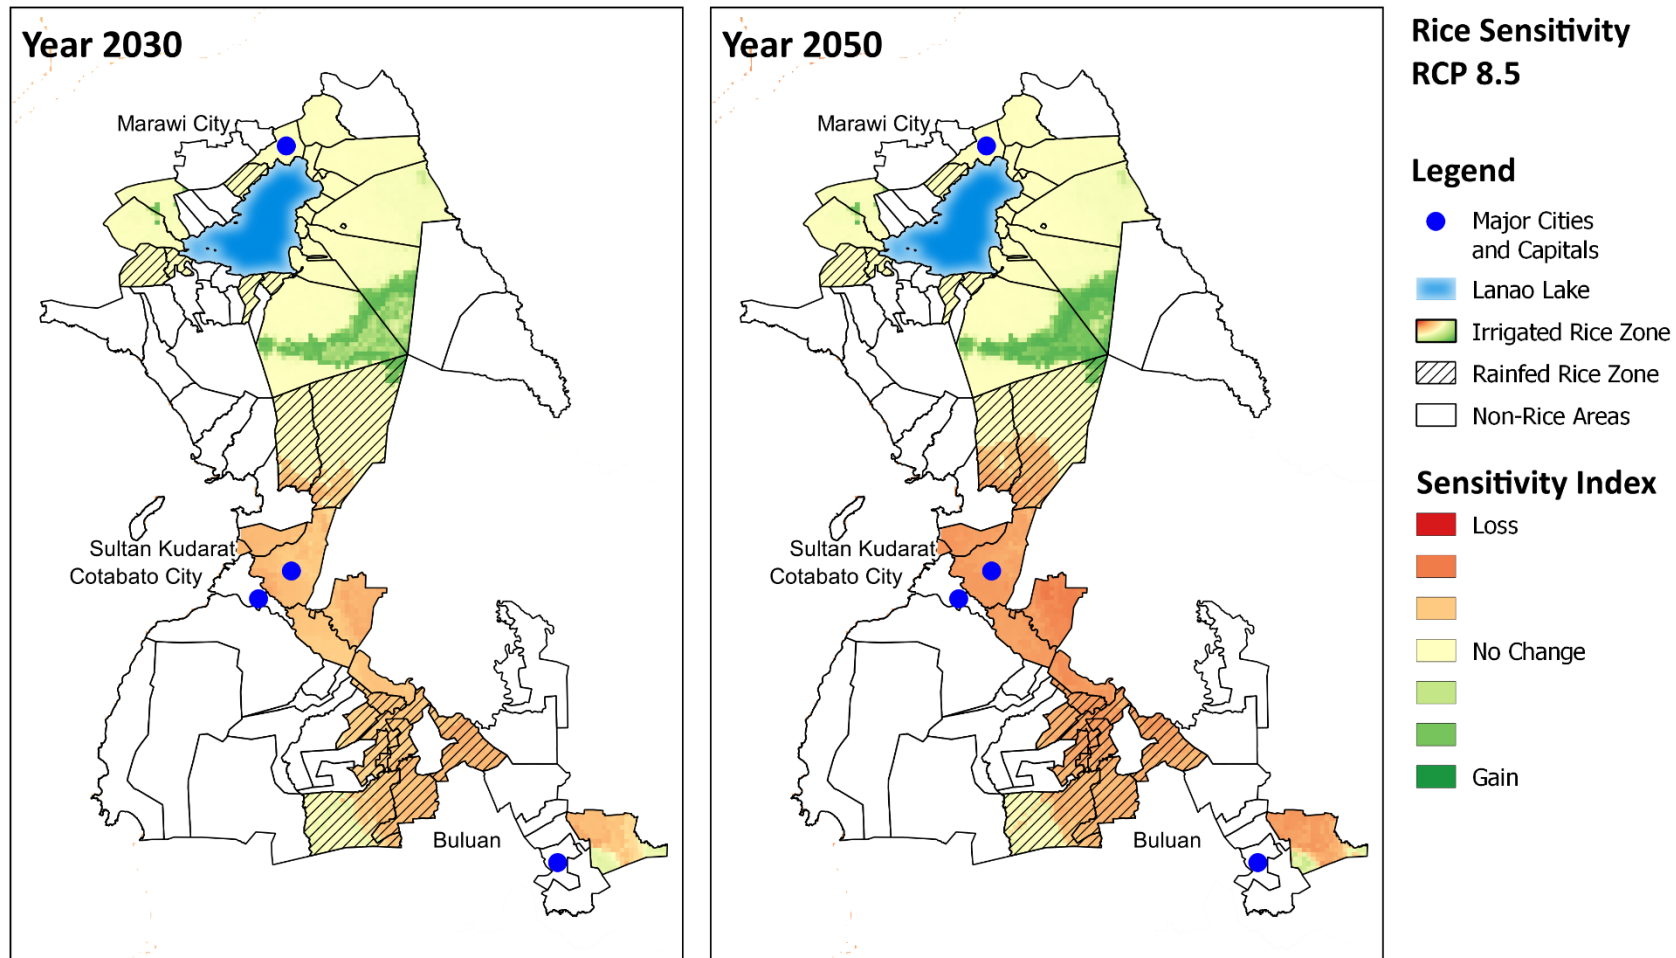 Year 2030
Marawi City
Sultan Kudarat
Cotabato City
Buluan
Year 2050
Marawi City
Sultan Kudarat
Cotabato City
Buluan
Rice Sensitivity
RCP 8.5
Legend
Major Cities
and Capitals
Lanao Lake
Irrigated Rice Zone
Rainfed Rice Zone
Non-Rice Areas
Sensitivity Index
Loss
No Change
Gain